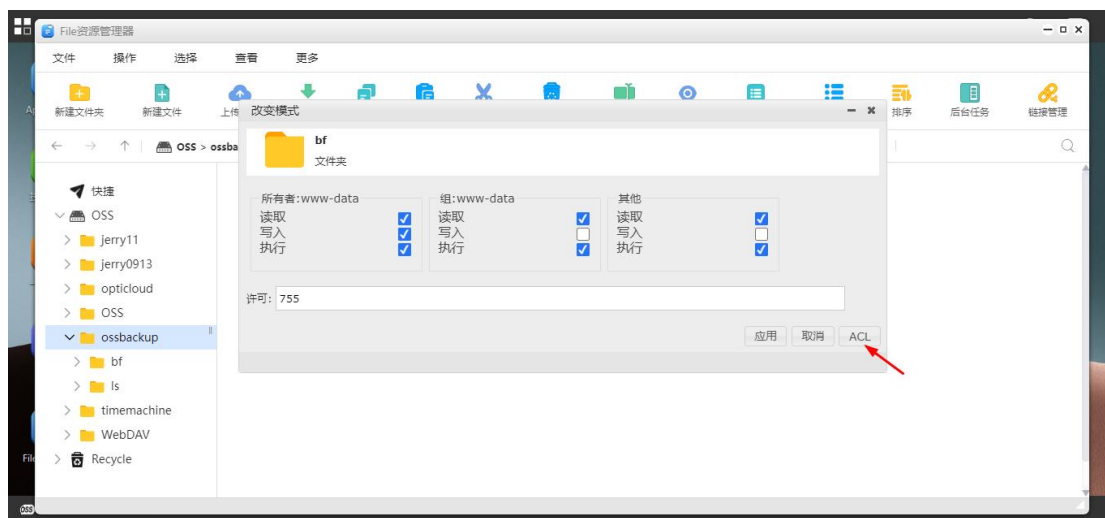 File资源管理器
文件 操作 选择 查看 更多
新建文件夹 新建文件 上传 排序 后台任务 链接管理
改变模式
OSS > ossba
bf
文件夹
快捷
OSS
jerry11
jerry0913
opticloud
OSS
ossbackup
bf
ls
timemachine
WebDAV
Recycle
所有者:www-data 组:www-data 其他
读取 读取 读取
写入 写入 写入
执行 执行 执行
许可: 755
应用 取消 ACL
File
OSS